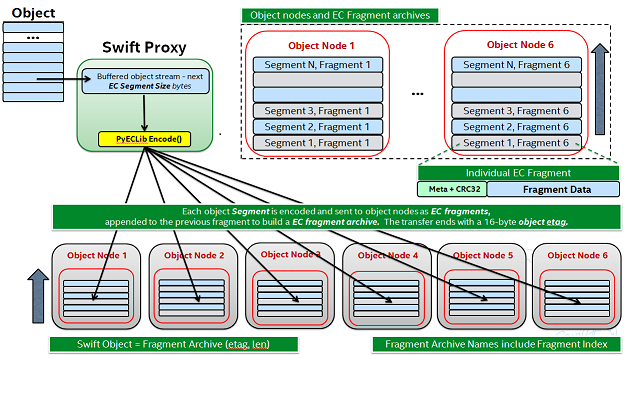 Object
...
Swift Proxy
Buffered object stream - next
EC Segment Size bytes
PyECLib Encode()
Object nodes and EC Fragment archives
Object Node 1
Segment N, Fragment 1
Segment 3, Fragment 1
Segment 2, Fragment 1
Segment 1, Fragment 1
...
Object Node 6
Segment N, Fragment 6
Segment 3, Fragment 6
Segment 2, Fragment 6
Segment 1, Fragment 6
Individual EC Fragment
Meta + CRC32
Fragment Data
Each object Segment is encoded and sent to object nodes as EC fragments,
appended to the previous fragment to build a EC fragment archive. The transfer ends with a 16-byte object etag.
Object Node 1
Object Node 2
Object Node 3
Object Node 4
Object Node 5
Object Node 6
Swift Object = Fragment Archive (etag, len)
Fragment Archive Names include Fragment Index